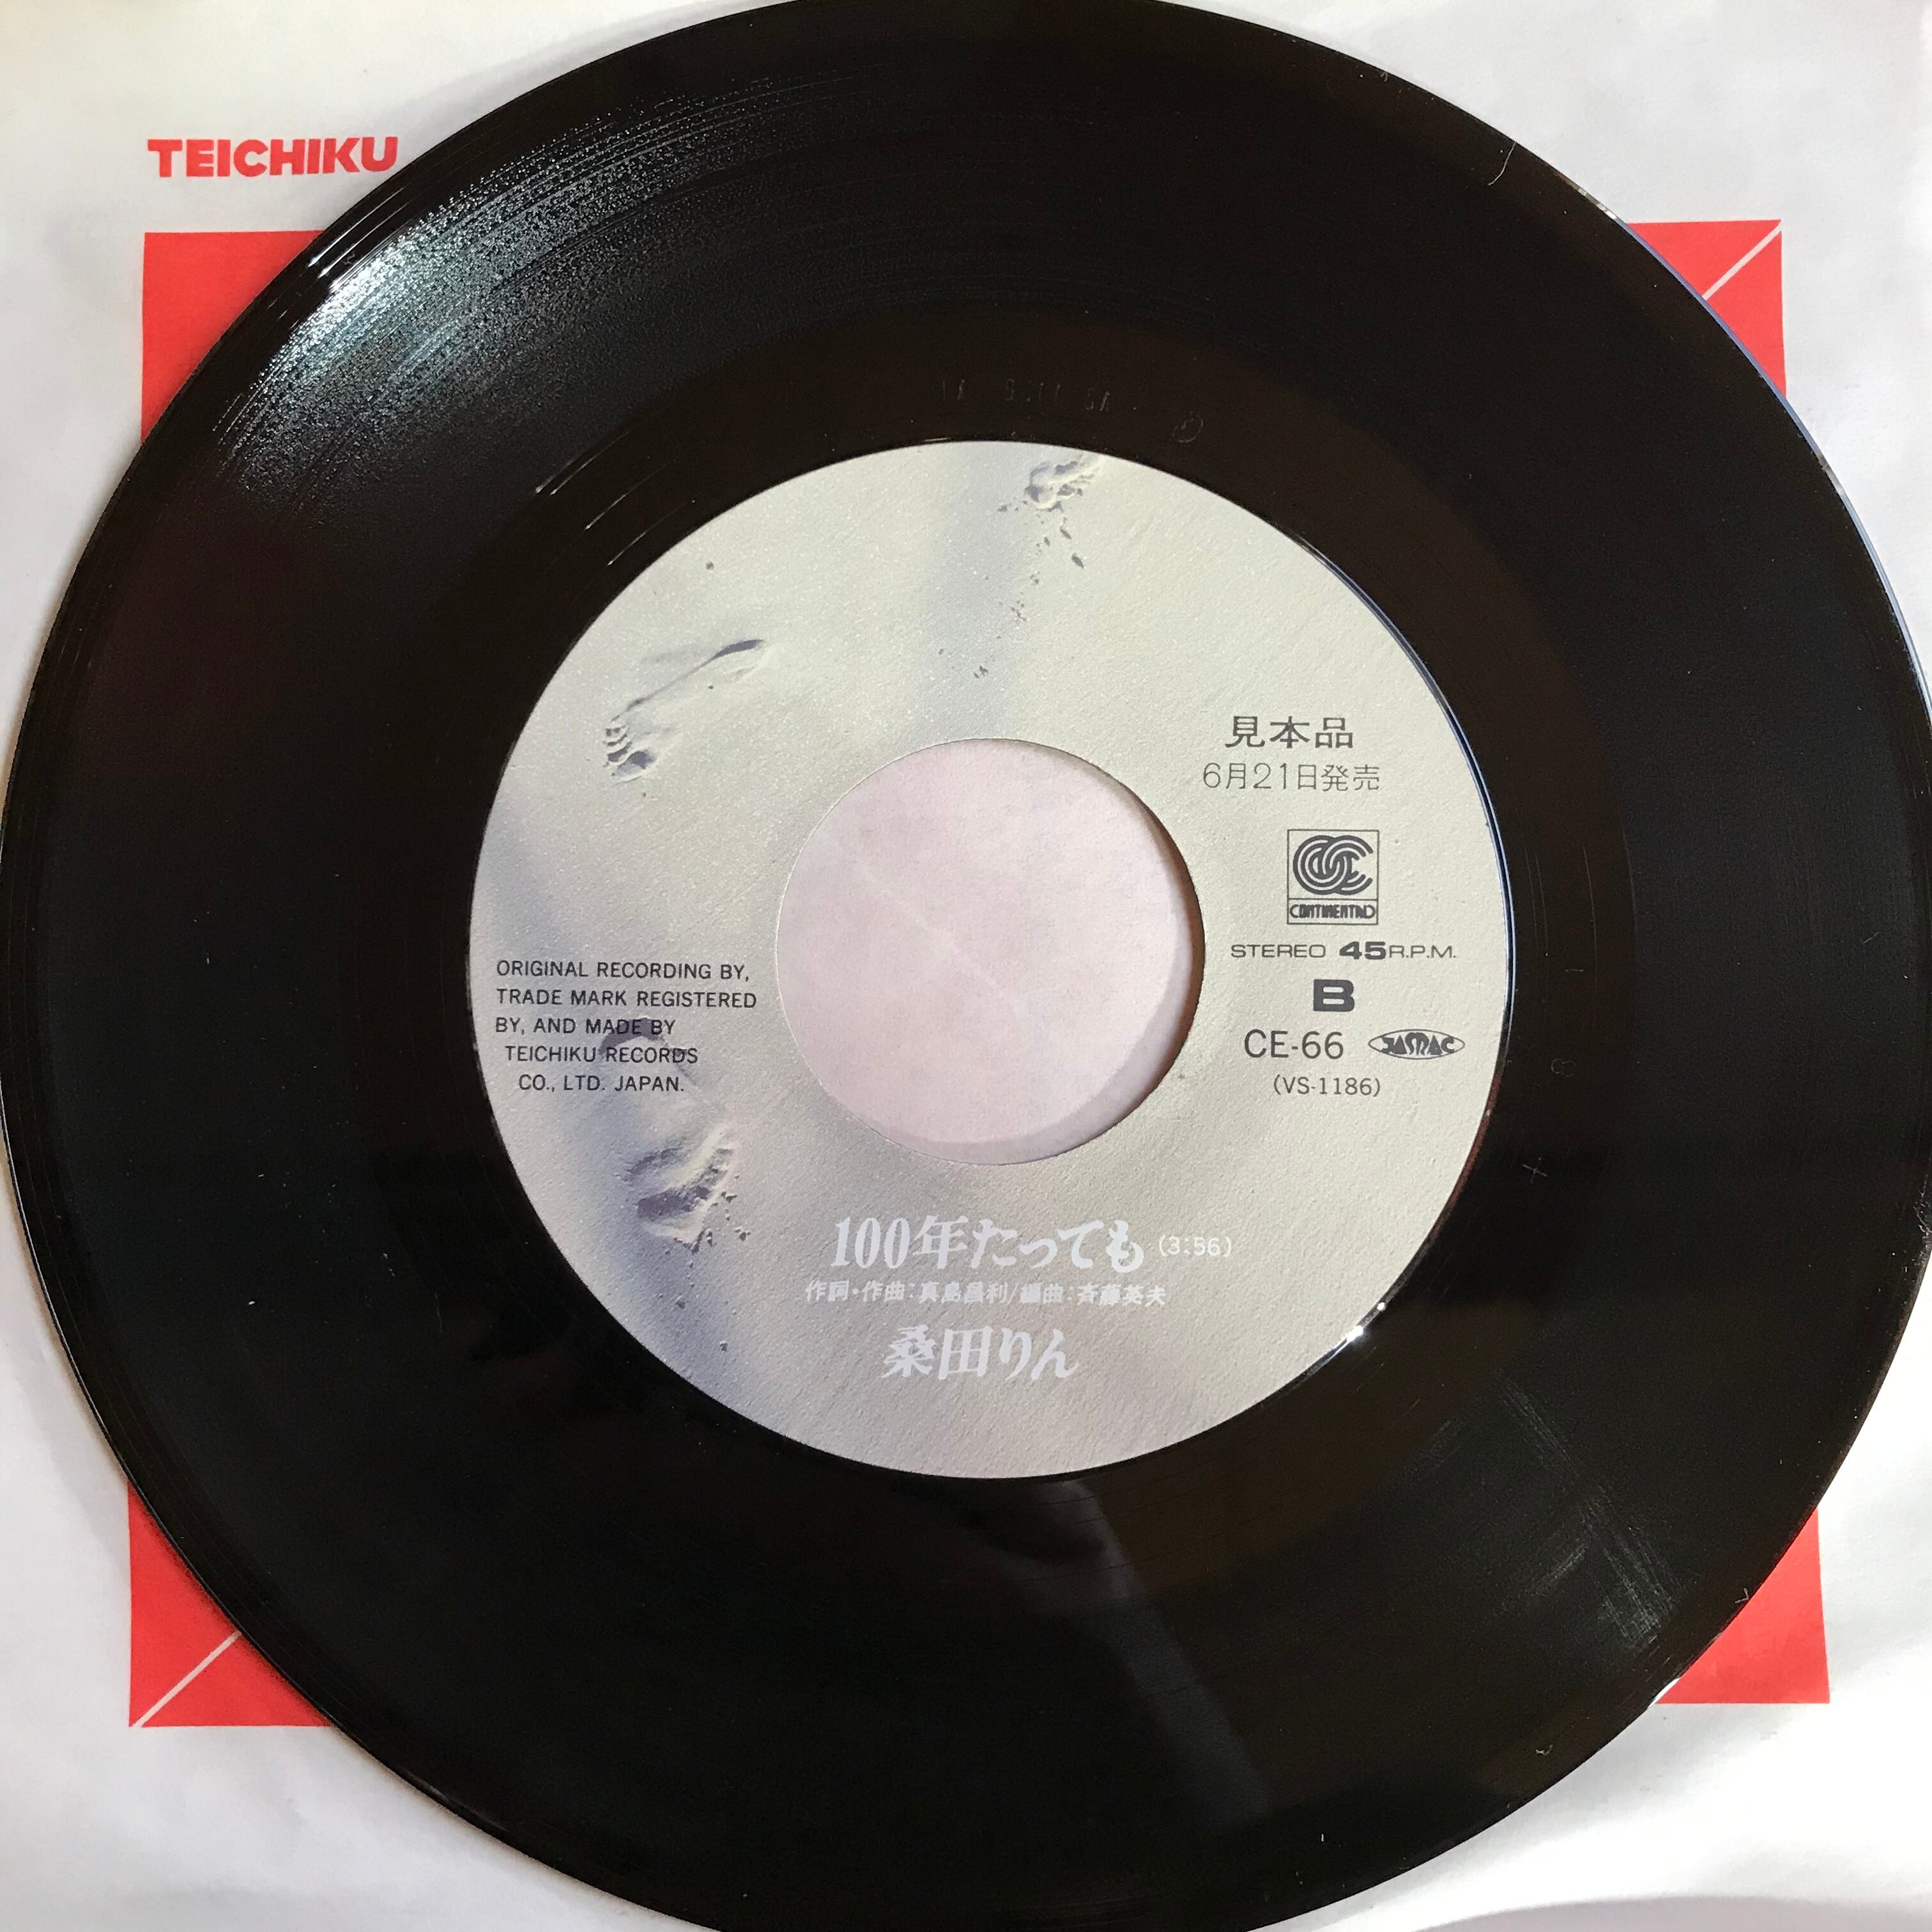 TEICHIKU
見本品
6月21日発売
CONTINENTAL
STEREO 45R.P.M.
B
CE-66 JASRAC
(VS-1186)
ORIGINAL RECORDING BY,
TRADE MARK REGISTERED
BY, AND MADE BY
TEICHIKU RECORDS
CO., LTD. JAPAN.
100年たっても (3:56)
作詞・作曲:真島昌利/編曲:斉藤英夫
桑田りん